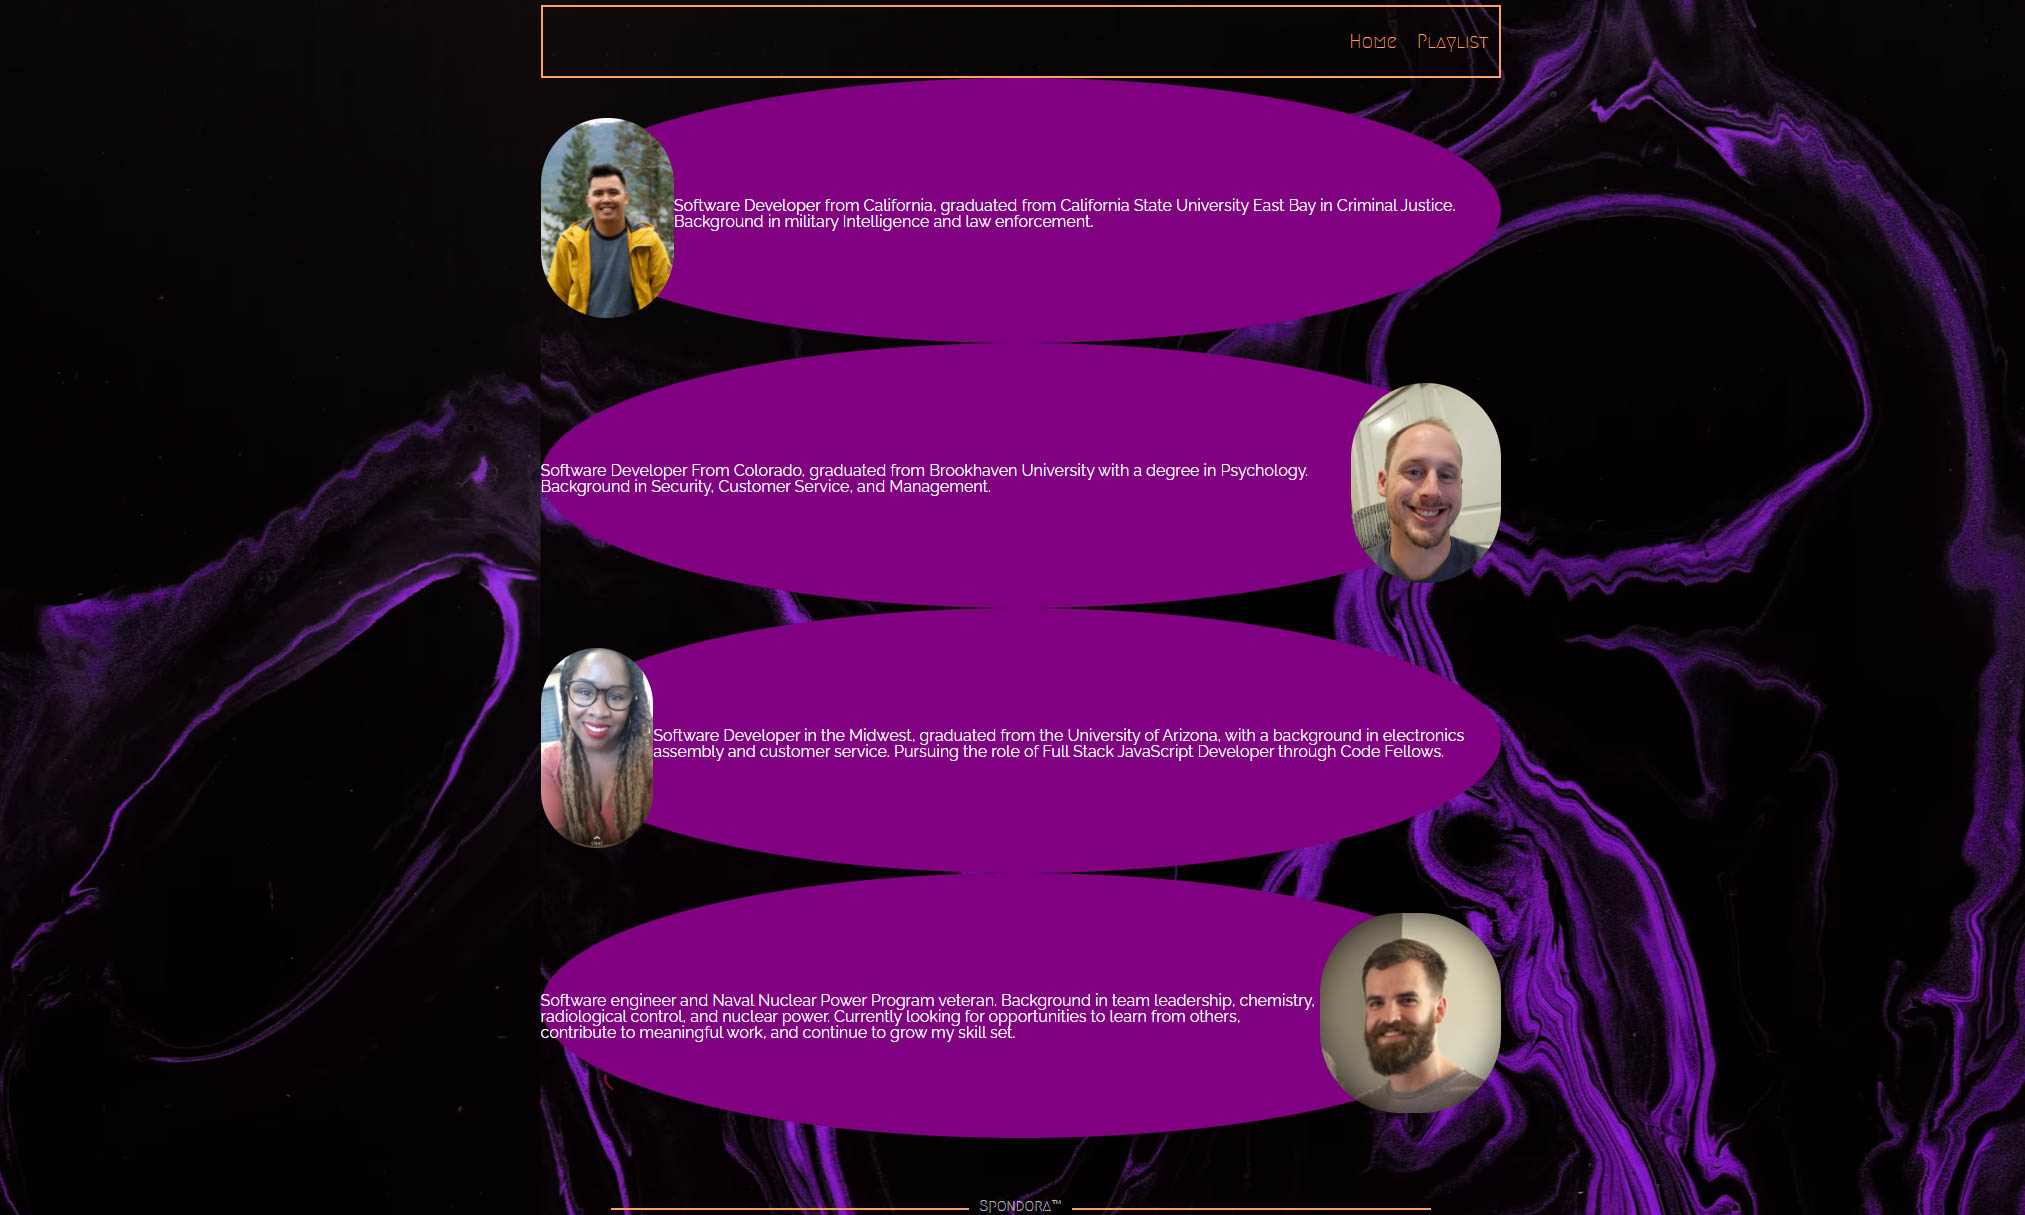 Home Playlist
Software Developer from California, graduated from California State University East Bay in Criminal Justice.
Background in military Intelligence and law enforcement.
Software Developer From Colorado, graduated from Brookhaven University with a degree in Psychology.
Background in Security, Customer Service, and Management.
Software Developer in the Midwest, graduated from the University of Arizona, with a background in electronics
assembly and customer service. Pursuing the role of Full Stack JavaScript Developer through Code Fellows.
Software engineer and Naval Nuclear Power Program veteran. Background in team leadership, chemistry,
radiological control, and nuclear power. Currently looking for opportunities to learn from others,
contribute to meaningful work, and continue to grow my skill set.
Spondora™